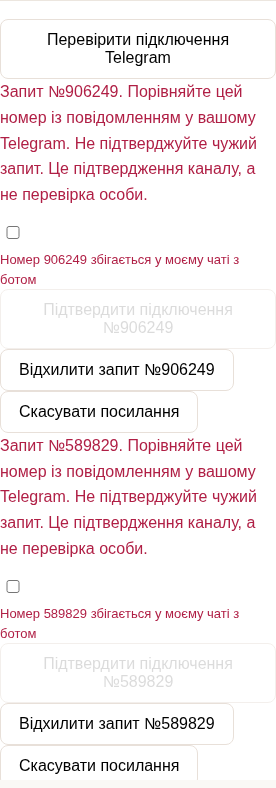 Перевірити підключення
Telegram
Запит №906249. Порівняйте цей
номер із повідомленням у вашому
Telegram. Не підтверджуйте чужий
запит. Це підтвердження каналу, а
не перевірка особи.
Номер 906249 збігається у моєму чаті з
ботом
Підтвердити підключення
№906249
Відхилити запит №906249
Скасувати посилання
Запит №589829. Порівняйте цей
номер із повідомленням у вашому
Telegram. Не підтверджуйте чужий
запит. Це підтвердження каналу, а
не перевірка особи.
Номер 589829 збігається у моєму чаті з
ботом
Підтвердити підключення
№589829
Відхилити запит №589829
Скасувати посилання